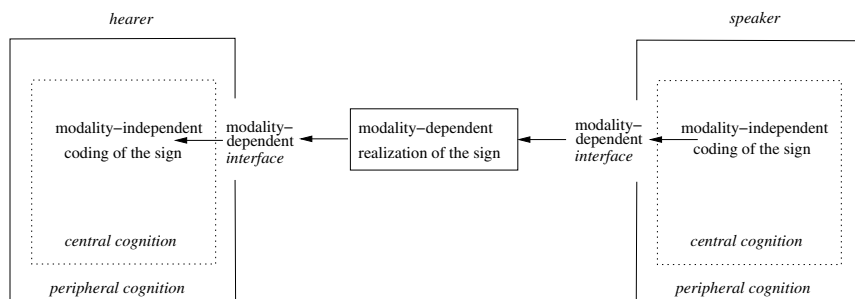 hearer
speaker
modality−independent
coding of the sign
modality−
dependent
interface
modality−dependent
realization of the sign
modality−
dependent
interface
modality−independent
coding of the sign
central cognition
central cognition
peripheral cognition
peripheral cognition